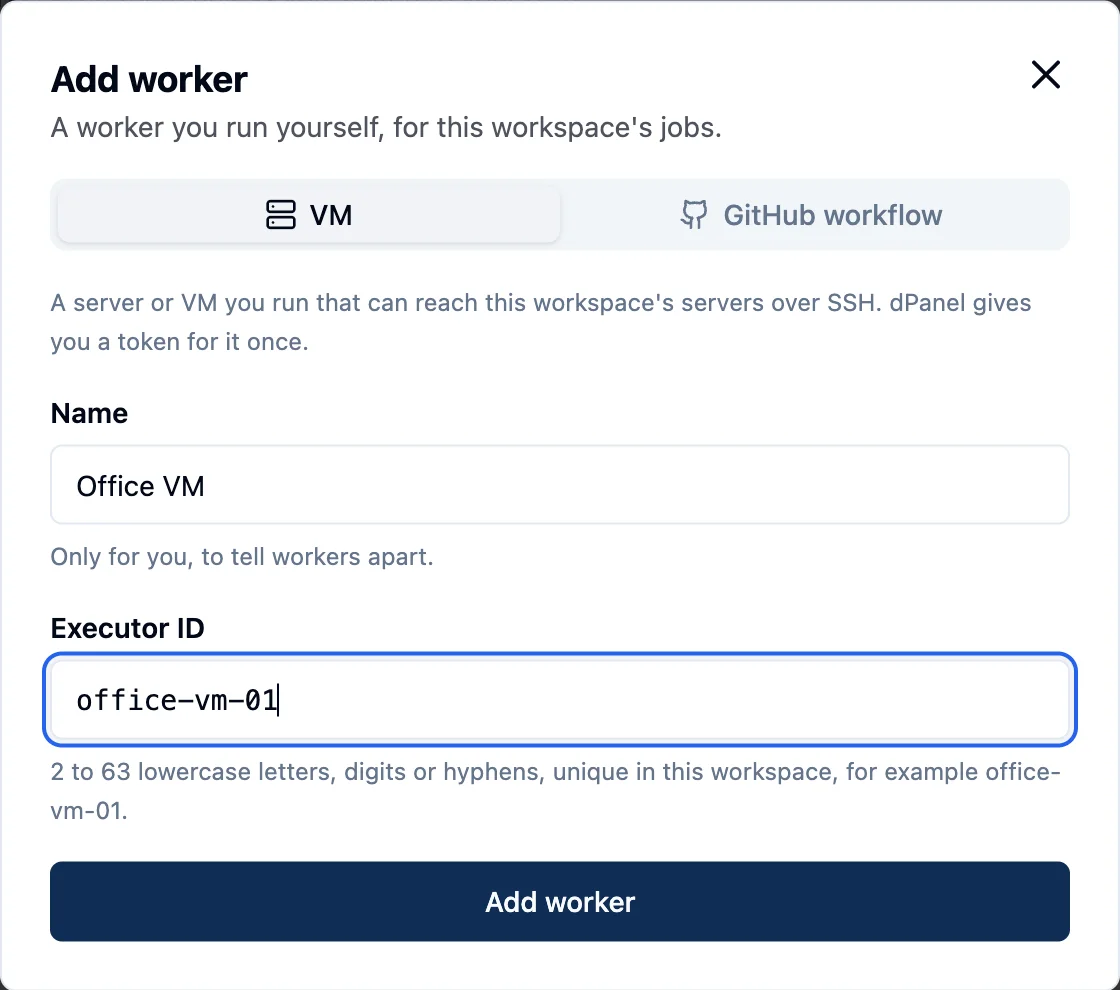 Add worker
A worker you run yourself, for this workspace's jobs.
VM
GitHub workflow
A server or VM you run that can reach this workspace's servers over SSH. dPanel gives
you a token for it once.
Name
Office VM
Only for you, to tell workers apart.
Executor ID
office-vm-01
2 to 63 lowercase letters, digits or hyphens, unique in this workspace, for example office-
vm-01.
Add worker